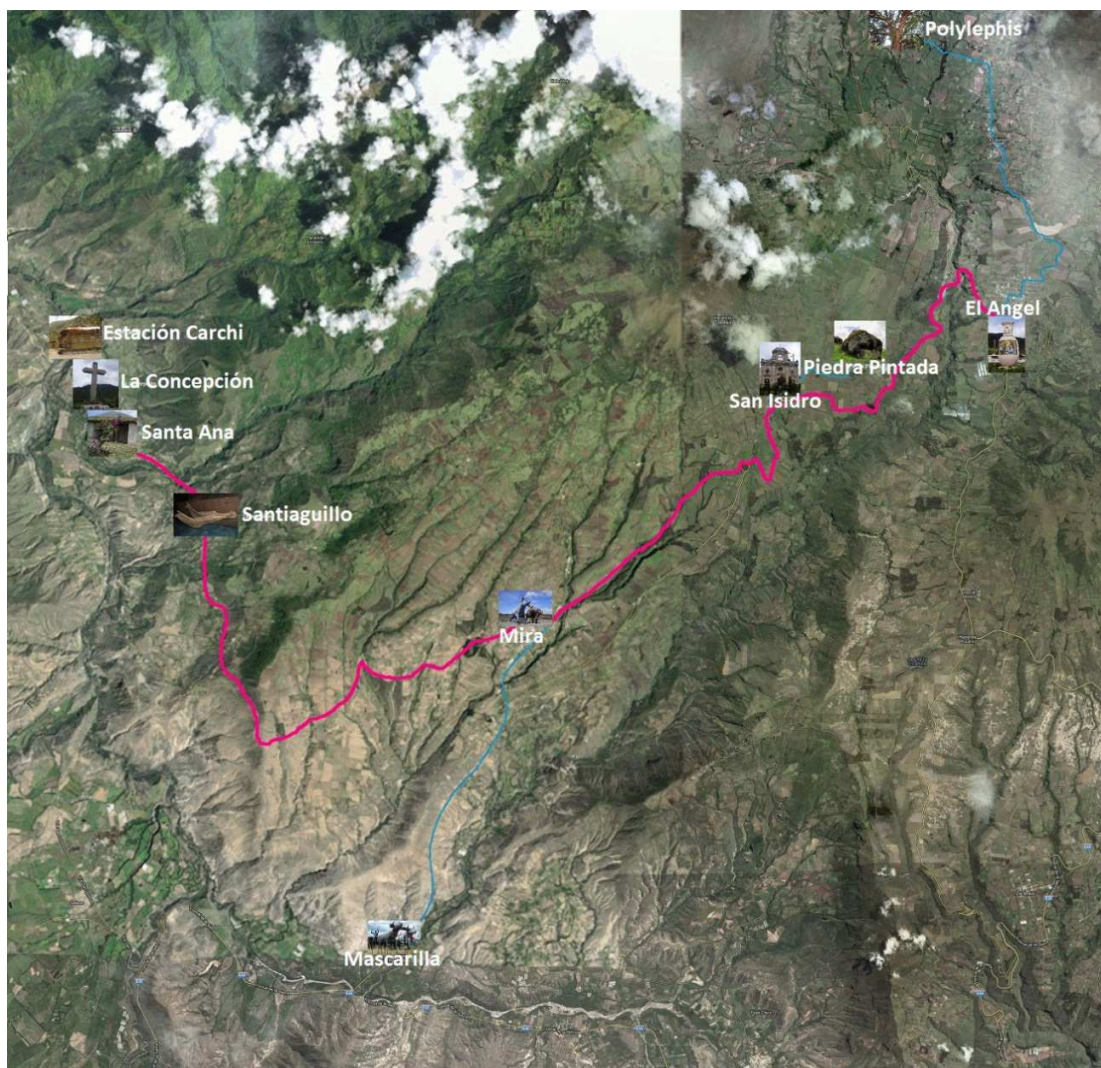 Polylephis
El Angel
Estación Carchi
Piedra Pintada
La Concepción
San Isidro
Santa Ana
Santiaguillo
Mira
Mascarilla